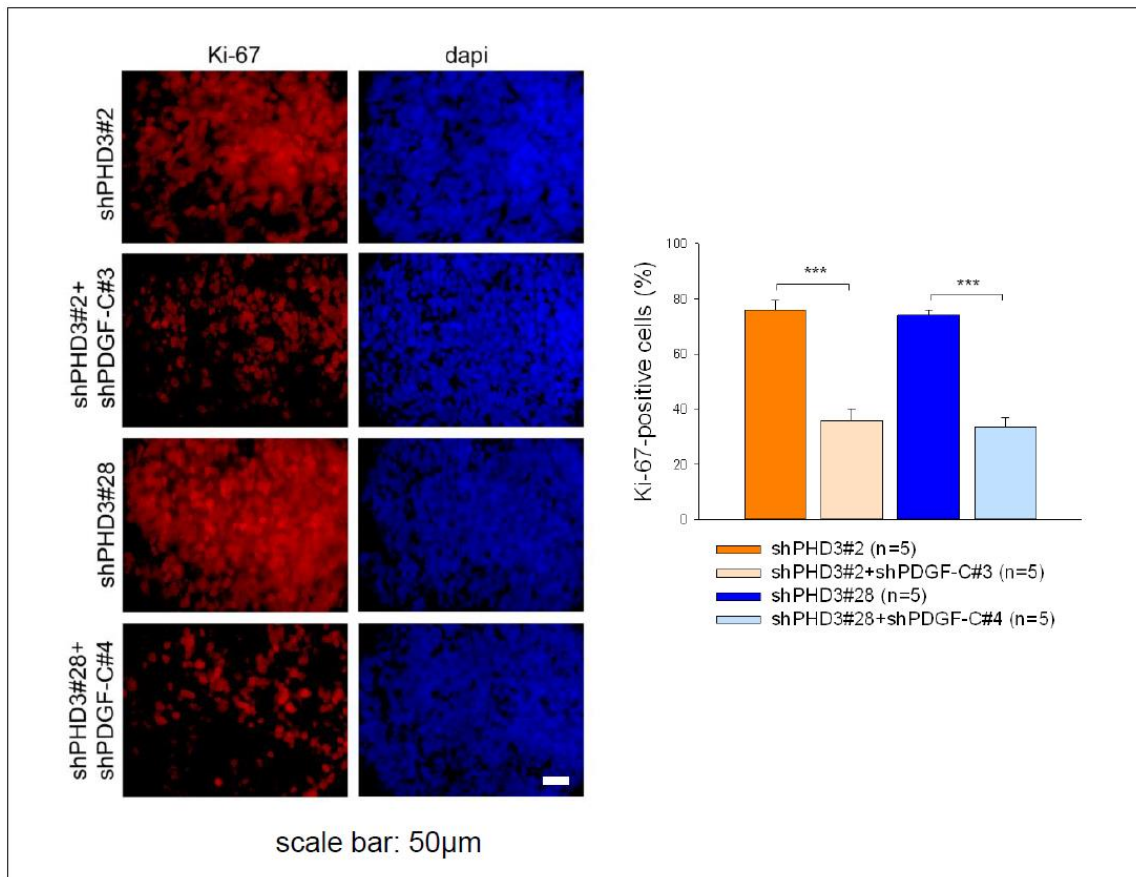 Ki-67
dapi
shPHD3#2
shPHD3#2+
shPDGF-C#3
shPHD3#28
shPHD3#28+
shPDGF-C#4
scale bar: 50µm
Ki-67-positive cells (%)
100
80
60
40
20
0
***
***
shPHD3#2 (n=5)
shPHD3#2+shPDGF-C#3 (n=5)
shPHD3#28 (n=5)
shPHD3#28+shPDGF-C#4 (n=5)